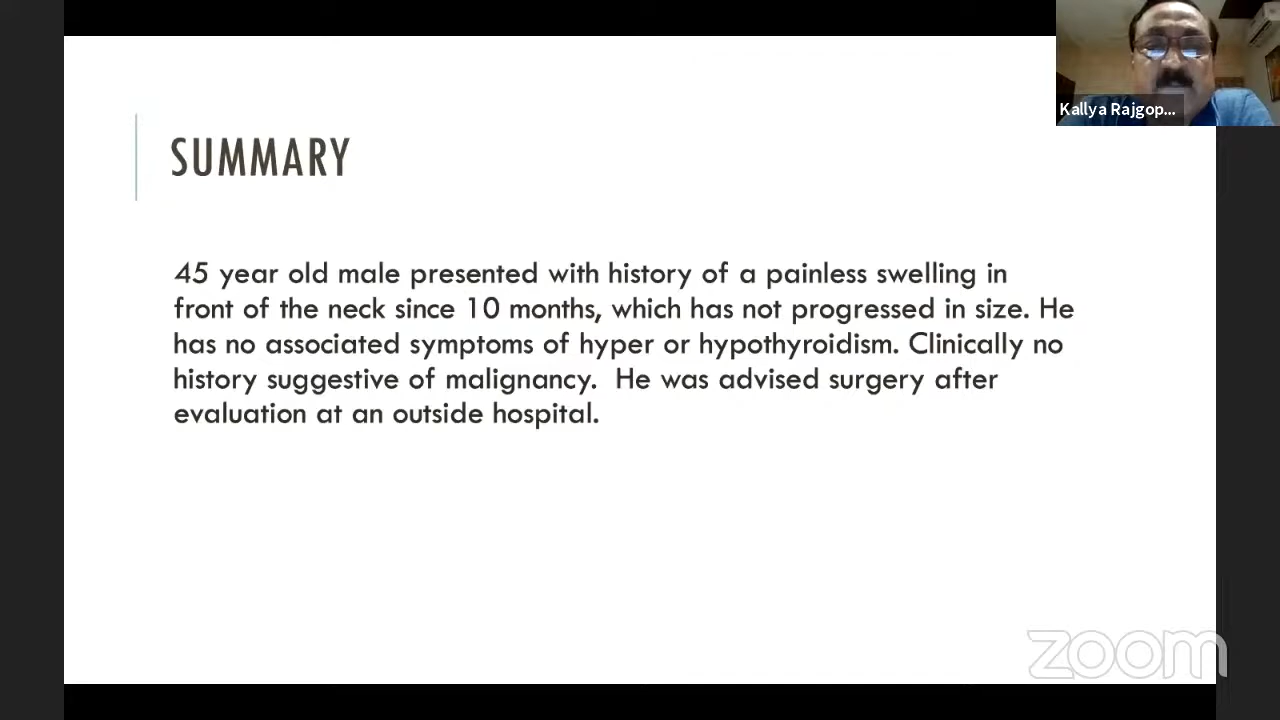 Kallya Rajgop...
SUMMARY
45 year old male presented with history of a painless swelling in
front of the neck since 10 months, which has not progressed in size. He
has no associated symptoms of hyper or hypothyroidism. Clinically no
history suggestive of malignancy.  He was advised surgery after
evaluation at an outside hospital.
zoom